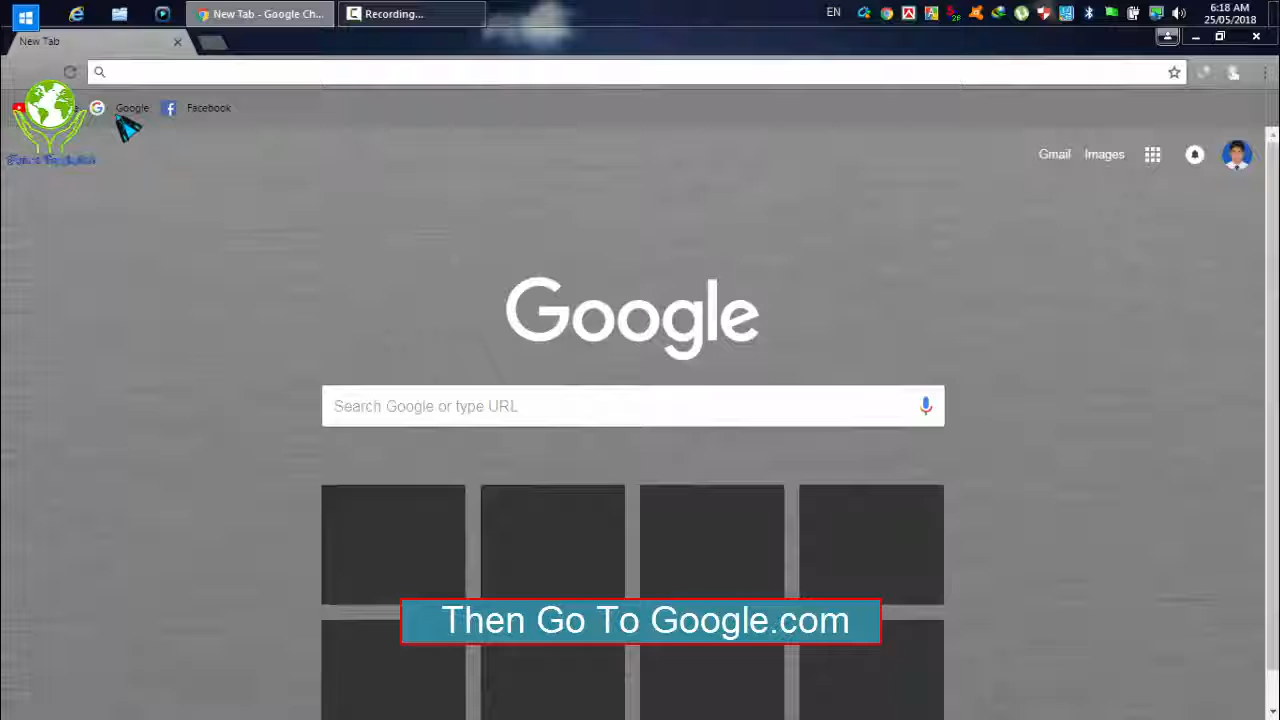 New Tab - Google Ch...
Recording...
EN
6:18 AM
25/05/2018
New Tab
Google
Facebook
Gmail
Images
Google
Search Google or type URL
Then Go To Google.com